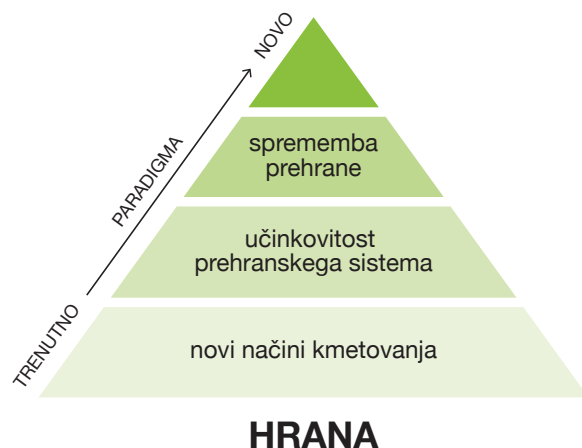 NOVO
PARADIGMA
TRENUTNO
sprememba
prehrane
učinkovitost
prehranskega sistema
novi načini kmetovanja
HRANA